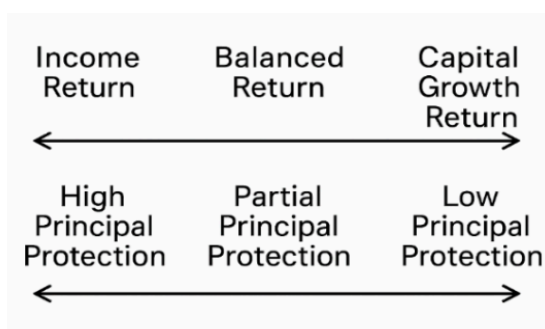 Income
Return
Balanced
Return
Capital
Growth
Return
High
Principal
Protection
Partial
Principal
Protection
Low
Principal
Protection